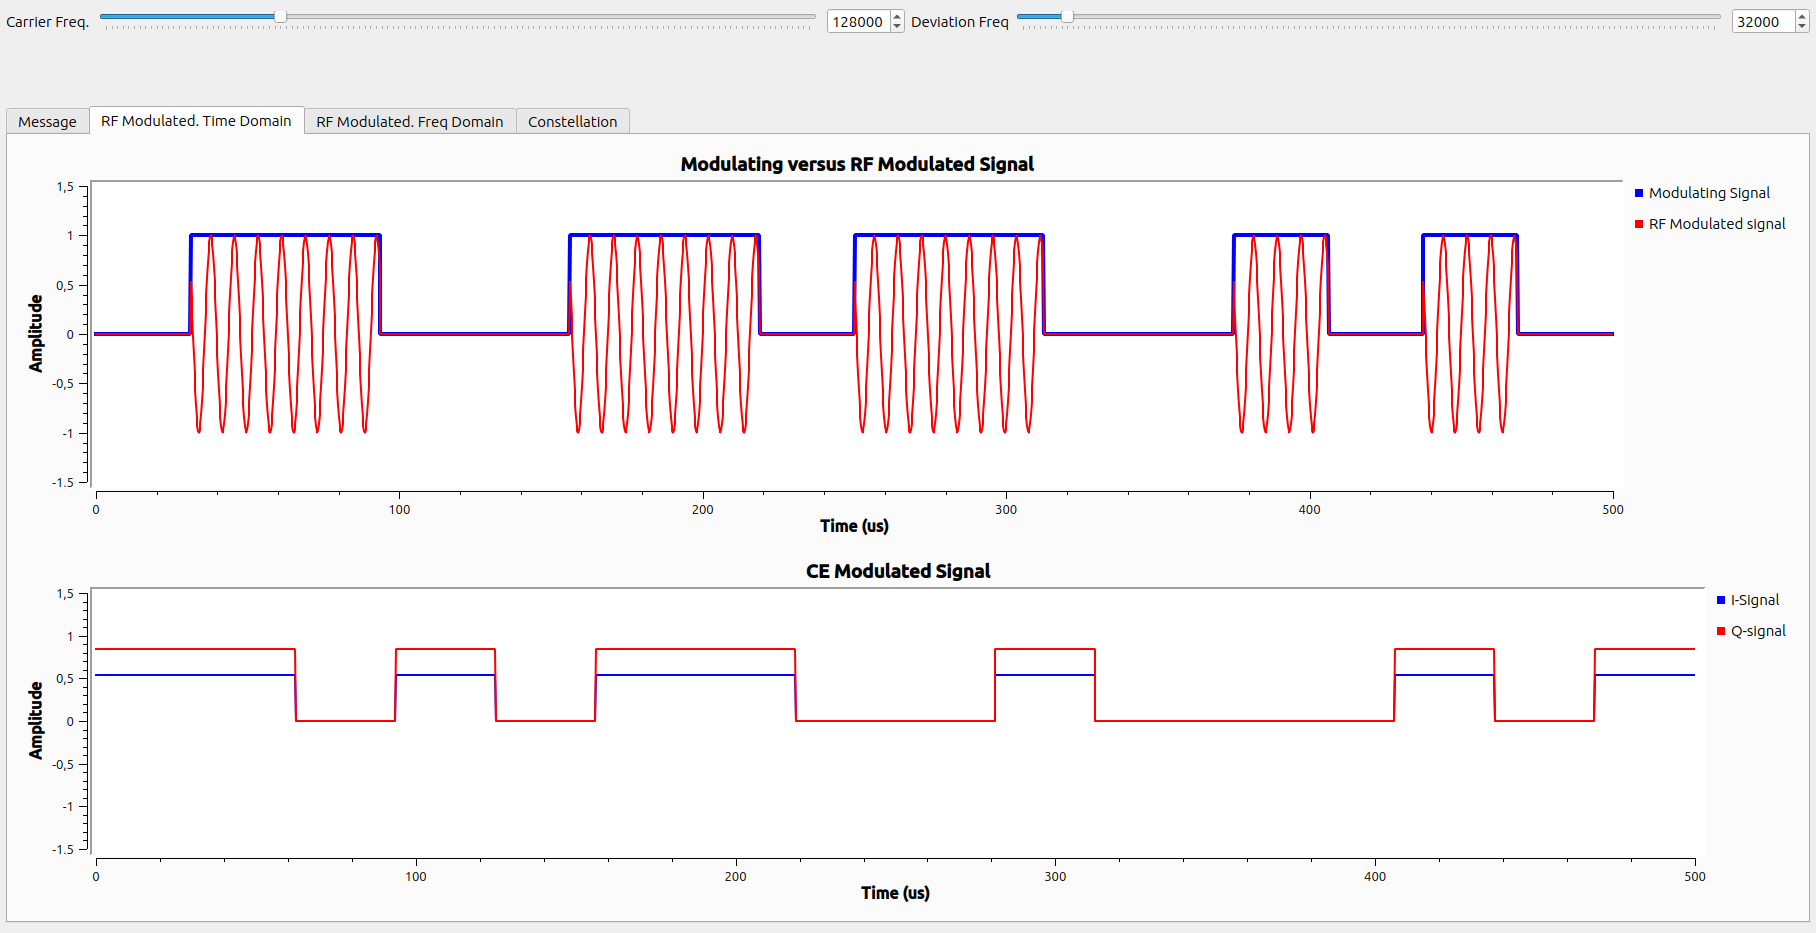 Carrier Freq. 128000 Deviation Freq 32000
Message RF Modulated. Time Domain RF Modulated. Freq Domain Constellation
Modulating versus RF Modulated Signal
1,5
1
0,5
0
-0,5
-1
-1.5
Amplitude
0 100 200 300 400 500
Time (us)
Modulating Signal
RF Modulated signal
CE Modulated Signal
1,5
1
0,5
0
-0,5
-1
-1.5
Amplitude
0 100 200 300 400 500
Time (us)
I-Signal
Q-signal